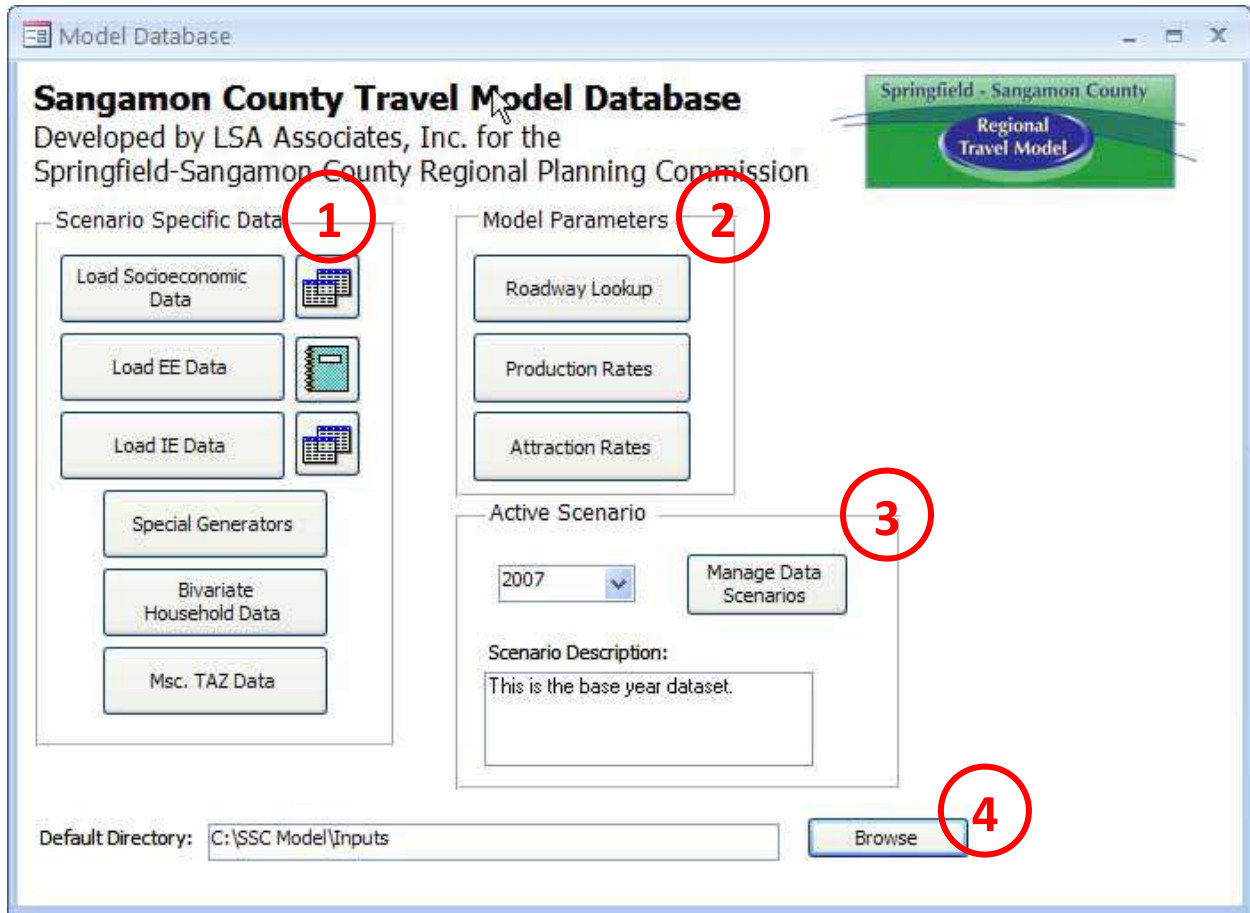 Model Database
Sangamon County Travel Model Database
Developed by LSA Associates, Inc. for the
Springfield-Sangamon County Regional Planning Commission
Springfield - Sangamon County
Regional
Travel Model
Scenario Specific Data
1
Load Socioeconomic
Data
Load EE Data
Load IE Data
Special Generators
Bivariate
Household Data
Msc. TAZ Data
Model Parameters
2
Roadway Lookup
Production Rates
Attraction Rates
Active Scenario
3
2007
Manage Data
Scenarios
Scenario Description:
This is the base year dataset.
Default Directory:
C:\SSC Model\Inputs
Browse
4